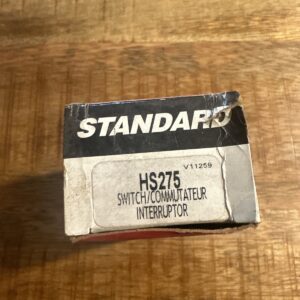 STANDARD
V11259
HS275
SWITCH/COMMUTATEUR
INTERRUPTOR